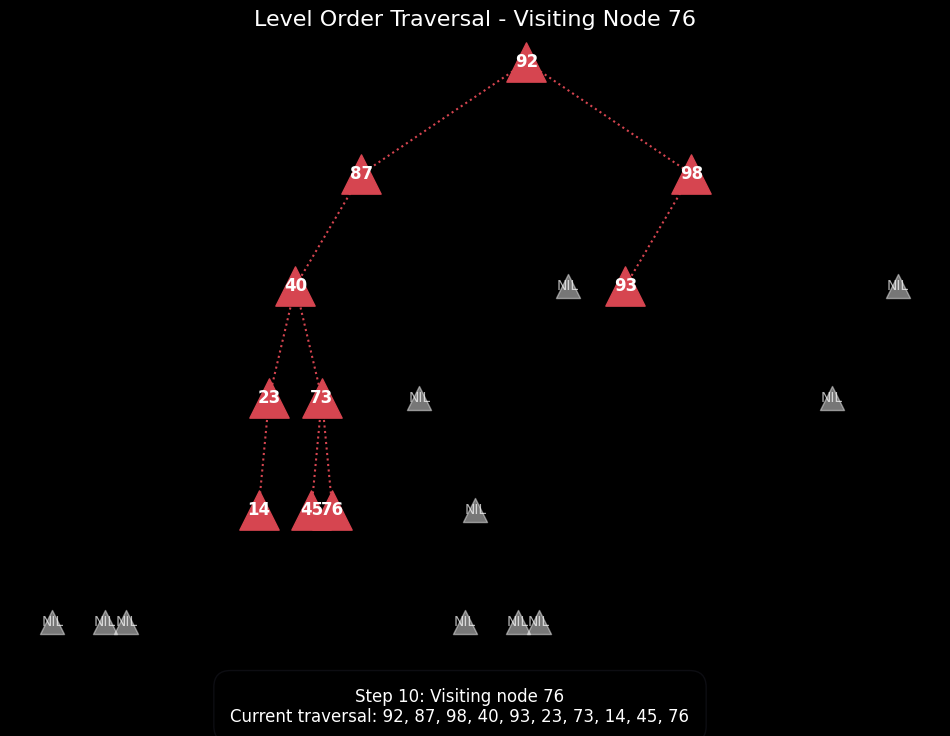 Level Order Traversal - Visiting Node 76
92
87 98
40 NIL 93 NIL
23 73 NIL NIL
14 45 76 NIL
NIL NIL NIL NIL NIL NIL
Step 10: Visiting node 76
Current traversal: 92, 87, 98, 40, 93, 23, 73, 14, 45, 76